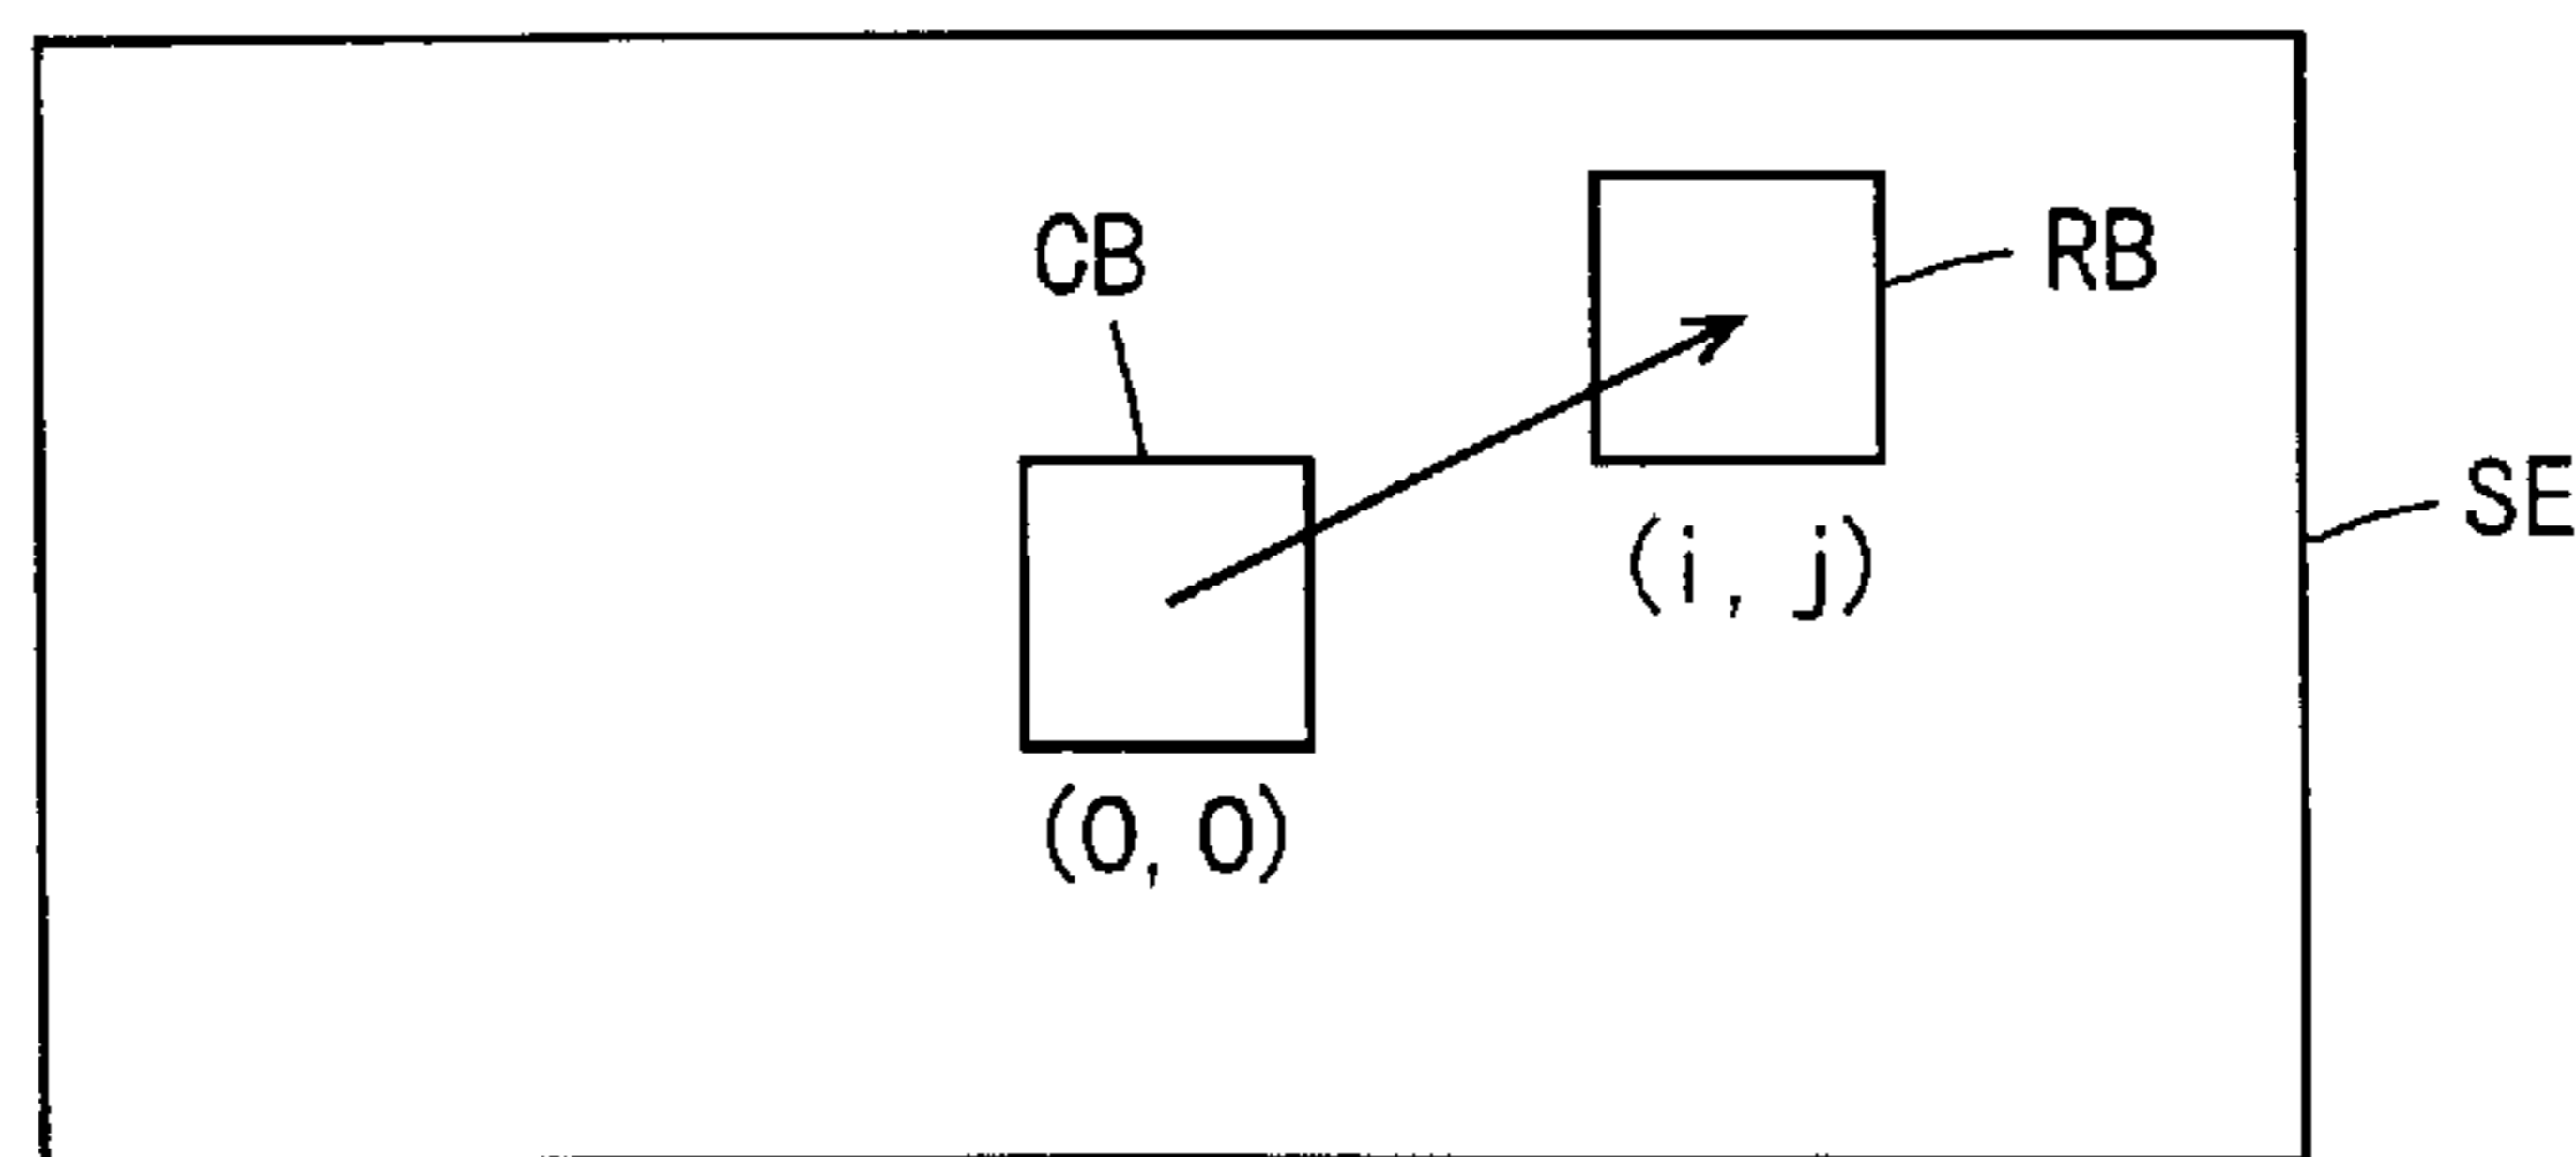 CB
RB
SE
(i, j)
(0, 0)